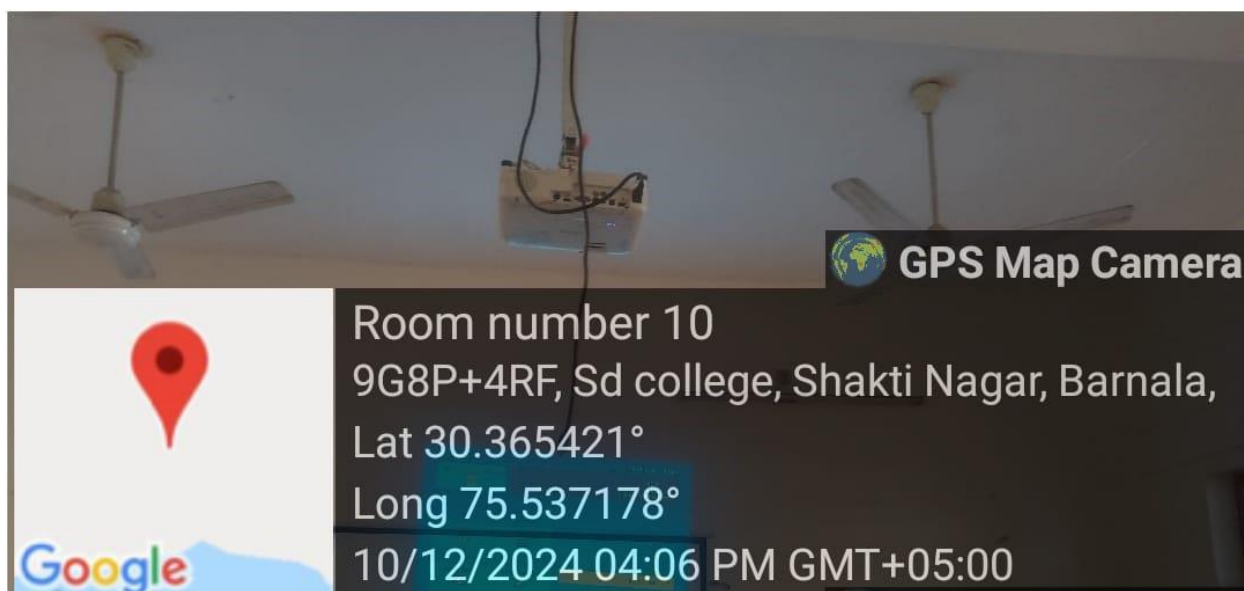 GPS Map Camera
Room number 10
9G8P+4RF, Sd college, Shakti Nagar, Barnala,
Lat 30.365421°
Long 75.537178°
10/12/2024 04:06 PM GMT+05:00
Google